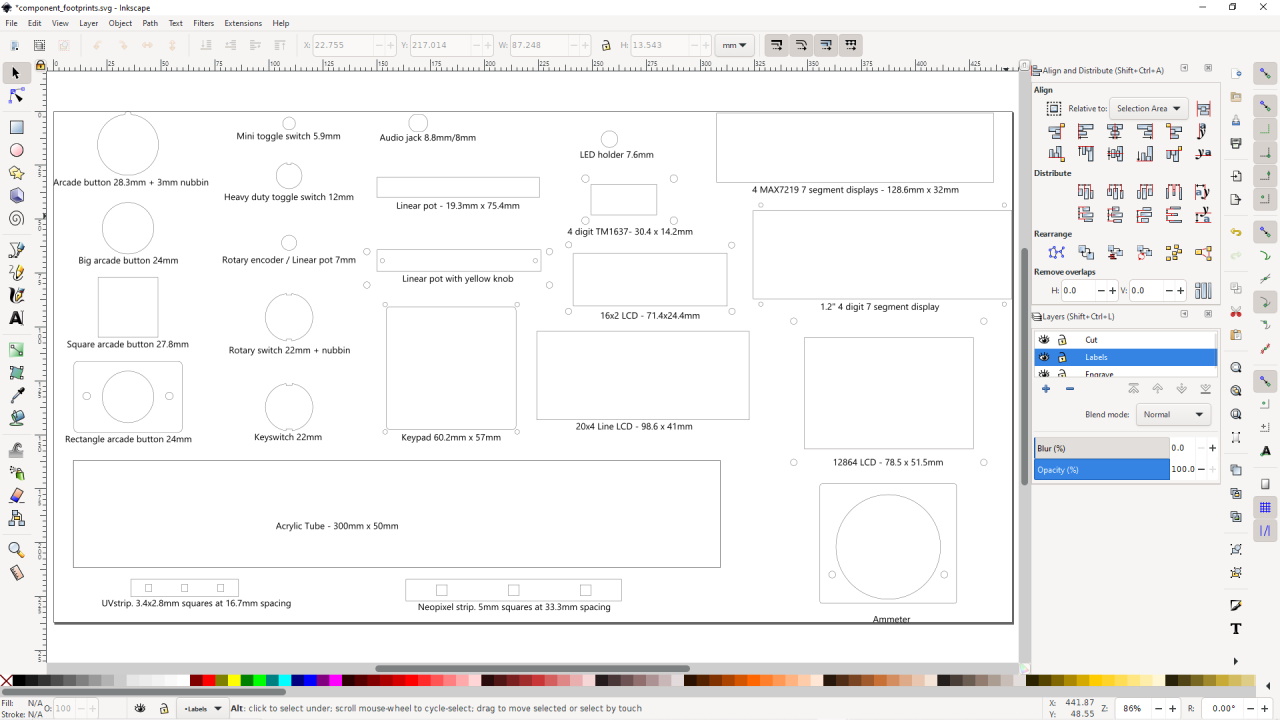 *component_footprints.svg - Inkscape
File Edit View Layer Object Path Text Filters Extensions Help
X: 22.755 Y: 217.014 W: 87.248 H: 13.543 mm
Align and Distribute (Shift+Ctrl+A)
Align
Relative to: Selection Area
Distribute
Rearrange
Remove overlaps
H: 0.0 V: 0.0
Layers (Shift+Ctrl+L)
Cut
Labels
Engrave
Blend mode: Normal
Blur (%) 0.0
Opacity (%) 100.0
Mini toggle switch 5.9mm
Audio jack 8.8mm/8mm
LED holder 7.6mm
Arcade button 28.3mm + 3mm nubbin
Heavy duty toggle switch 12mm
Linear pot - 19.3mm x 75.4mm
4 MAX7219 7 segment displays - 128.6mm x 32mm
4 digit TM1637- 30.4 x 14.2mm
Big arcade button 24mm
Rotary encoder / Linear pot 7mm
Linear pot with yellow knob
16x2 LCD - 71.4x24.4mm
1.2" 4 digit 7 segment display
Square arcade button 27.8mm
Rotary switch 22mm + nubbin
Rectangle arcade button 24mm
Keyswitch 22mm
Keypad 60.2mm x 57mm
20x4 Line LCD - 98.6 x 41mm
12864 LCD - 78.5 x 51.5mm
Acrylic Tube - 300mm x 50mm
UVstrip. 3.4x2.8mm squares at 16.7mm spacing
Neopixel strip. 5mm squares at 33.3mm spacing
Ammeter
Fill: N/A
Stroke: N/A
O: 100
•Labels
Alt: click to select under; scroll mouse-wheel to cycle-select; drag to move selected or select by touch
X: 441.87
Y: 48.55
Z: 86%
R: 0.00°